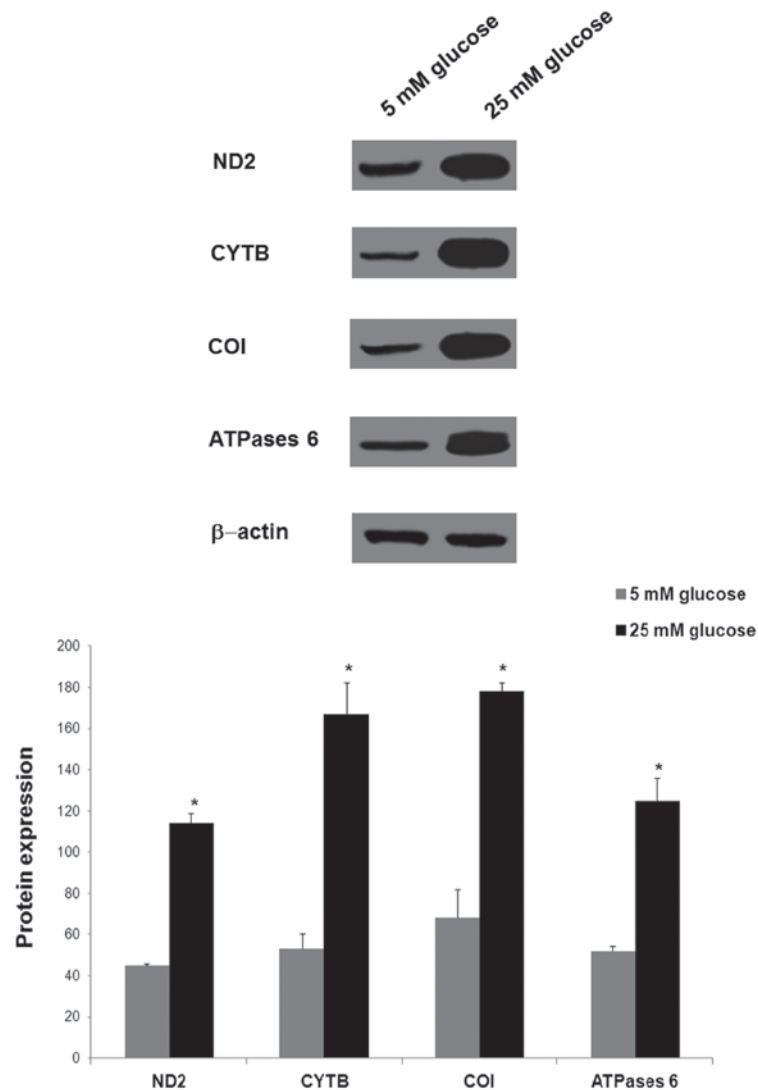 5 mM glucose
25 mM glucose
ND2
CYTB
COI
ATPases 6
β–actin
5 mM glucose
25 mM glucose
Protein expression
200
180
160
140
120
100
80
60
40
20
0
*
*
*
*
ND2
CYTB
COI
ATPases 6